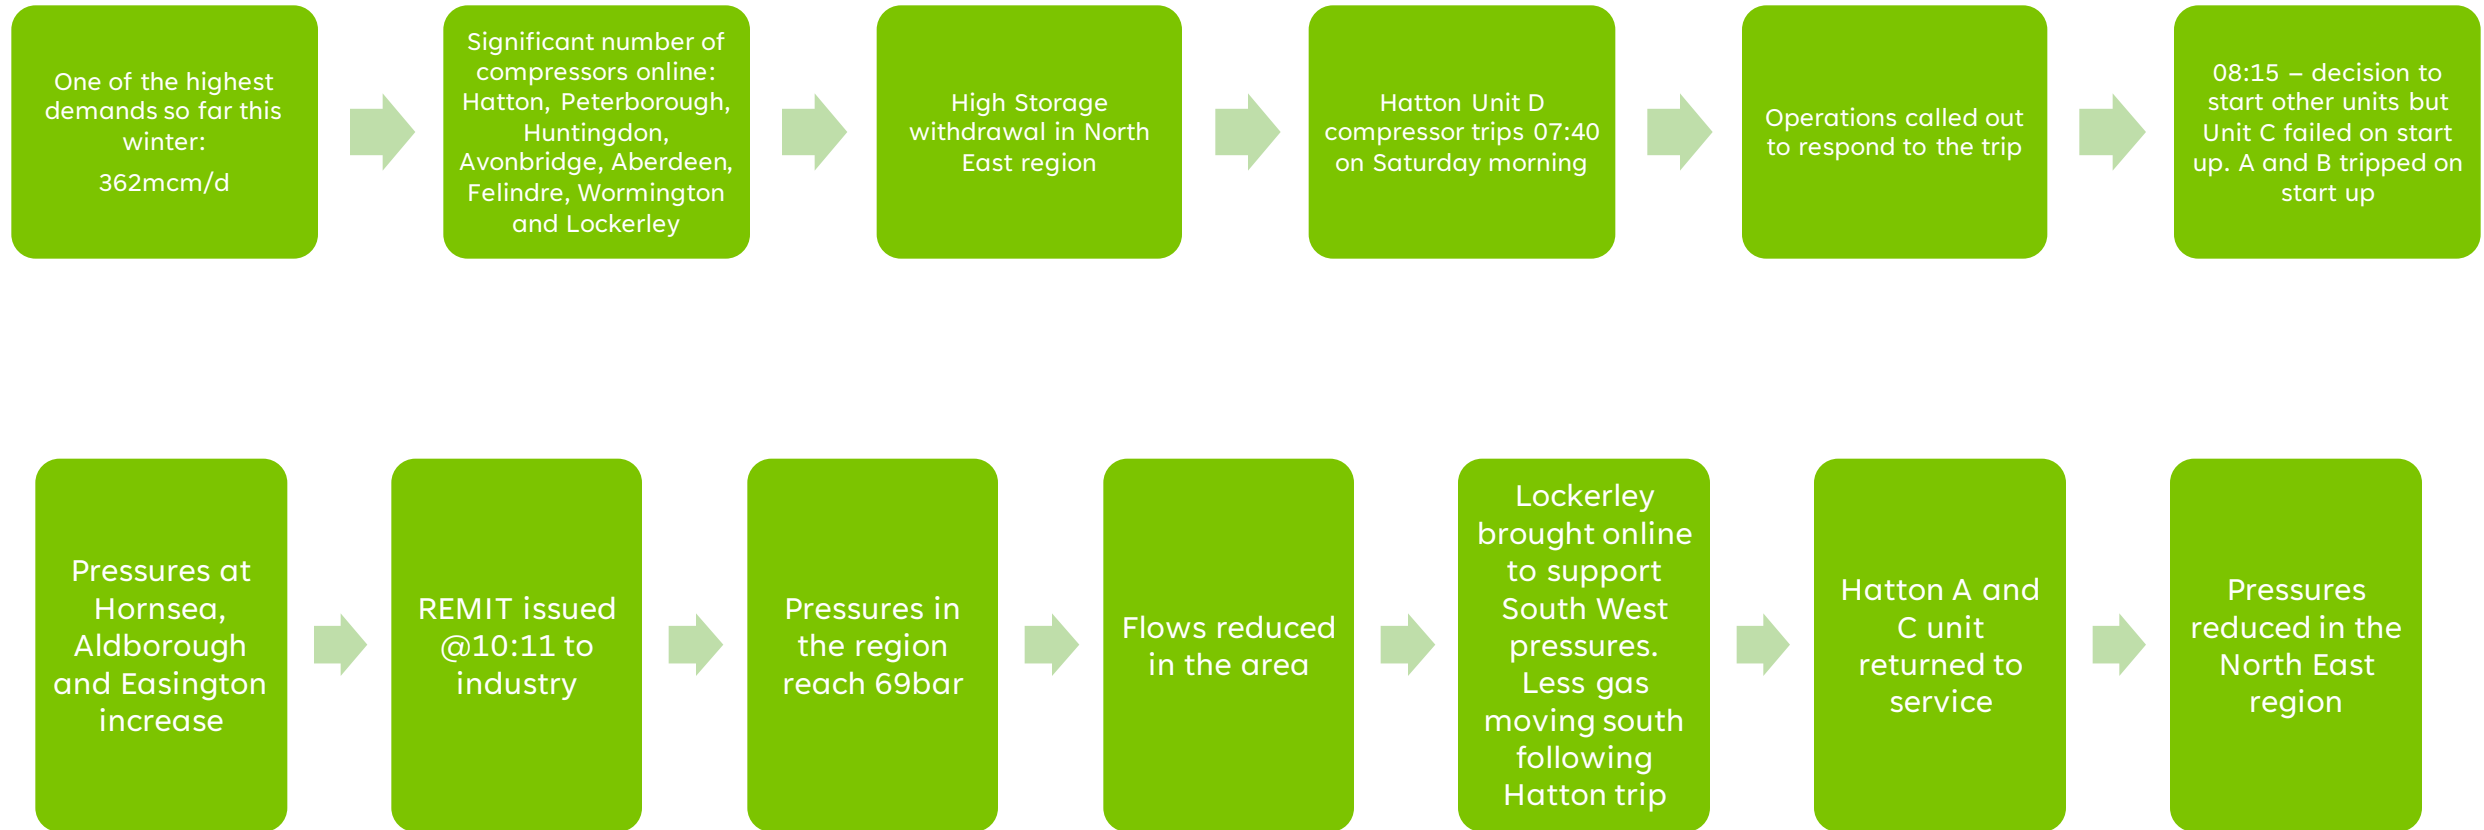 One of the highest
demands so far this
winter:
362mcm/d
Significant number of
compressors online:
Hatton, Peterborough,
Huntingdon,
Avonbridge, Aberdeen,
Felindre, Wormington
and Lockerley
High Storage
withdrawal in North
East region
Hatton Unit D
compressor trips 07:40
on Saturday morning
Operations called out
to respond to the trip
08:15 – decision to
start other units but
Unit C failed on start
up. A and B tripped on
start up
Pressures at
Hornsea,
Aldborough
and Easington
increase
REMIT issued
@10:11 to
industry
Pressures in
the region
reach 69bar
Flows reduced
in the area
Lockerley
brought online
to support
South West
pressures.
Less gas
moving south
following
Hatton trip
Hatton A and
C unit
returned to
service
Pressures
reduced in the
North East
region